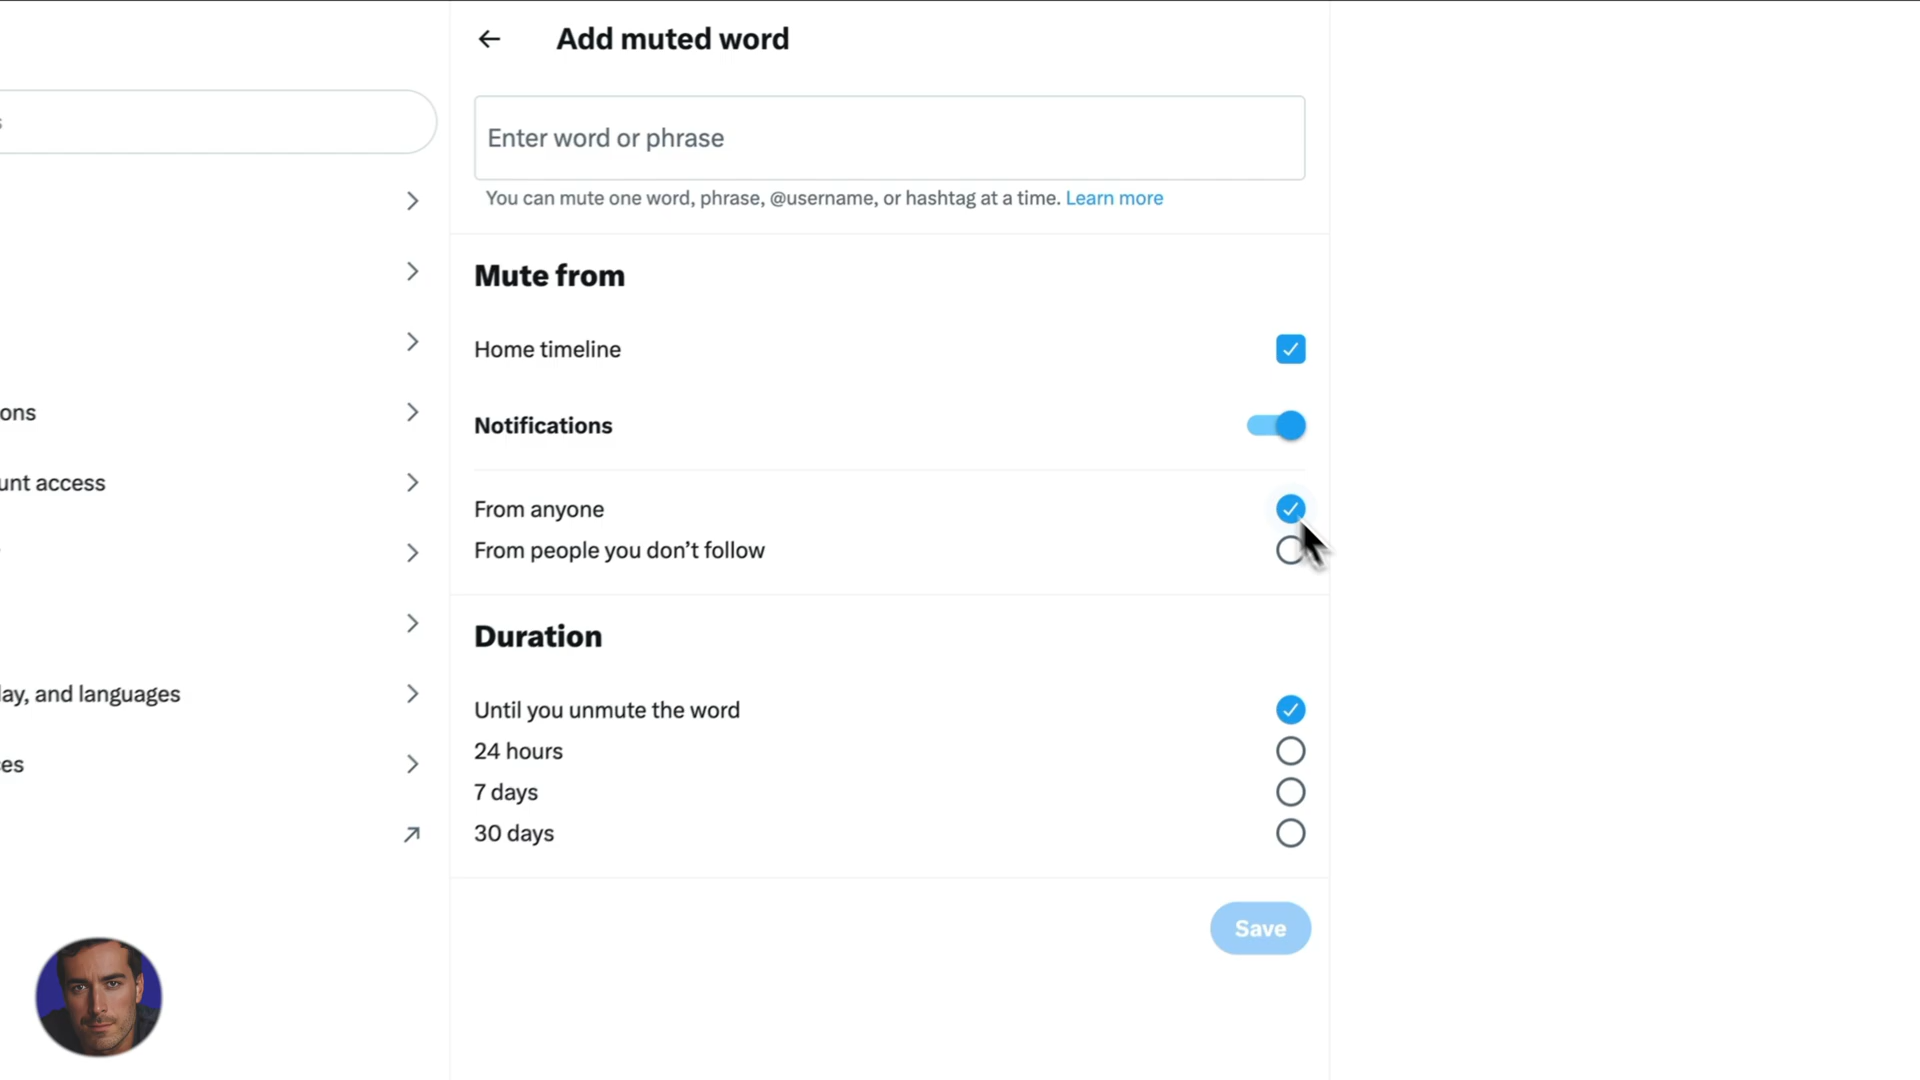 Add muted word
Enter word or phrase
You can mute one word, phrase, @username, or hashtag at a time. Learn more
Mute from
Home timeline
Notifications
From anyone
From people you don’t follow
Duration
Until you unmute the word
24 hours
7 days
30 days
Save
s
ons
unt access
lay, and languages
ces